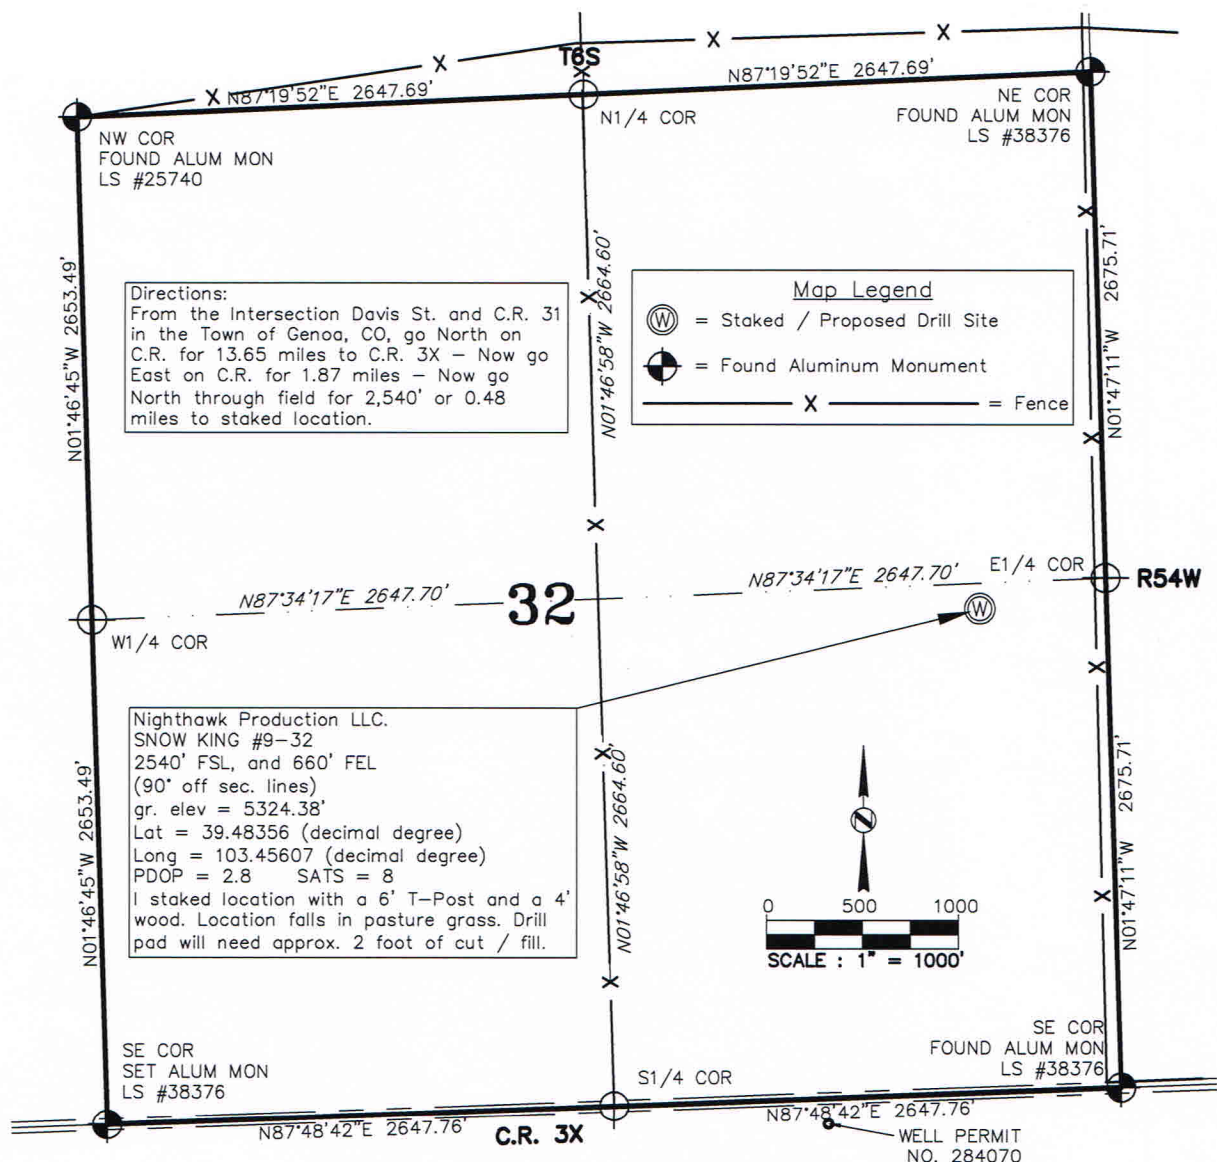 T6S
N87°19'52"E 2647.69'
N87°19'52"E 2647.69'
NW COR
FOUND ALUM MON
LS #25740
N1/4 COR
NE COR
FOUND ALUM MON
LS #38376
N01°46'45"W 2653.49'
Directions:
From the Intersection Davis St. and C.R. 31
in the Town of Genoa, CO, go North on
C.R. for 13.65 miles to C.R. 3X – Now go
East on C.R. for 1.87 miles – Now go
North through field for 2,540' or 0.48
miles to staked location.
N01°46'58"W 2664.60'
Map Legend
W = Staked / Proposed Drill Site
= Found Aluminum Monument
X = Fence
N01°47'11"W 2675.71'
N87°34'17"E 2647.70'
32
N87°34'17"E 2647.70'
E1/4 COR
R54W
W
W1/4 COR
Nighthawk Production LLC.
SNOW KING #9-32
2540' FSL, and 660' FEL
(90° off sec. lines)
gr. elev = 5324.38'
Lat = 39.48356 (decimal degree)
Long = 103.45607 (decimal degree)
PDOP = 2.8 SATS = 8
I staked location with a 6' T-Post and a 4'
wood. Location falls in pasture grass. Drill
pad will need approx. 2 foot of cut / fill.
N01°46'45"W 2653.49'
N01°46'58"W 2664.60'
N
0 500 1000
SCALE : 1" = 1000'
N01°47'11"W 2675.71'
SE COR
SET ALUM MON
LS #38376
S1/4 COR
SE COR
FOUND ALUM MON
LS #38376
N87°48'42"E 2647.76'
C.R. 3X
N87°48'42"E 2647.76'
WELL PERMIT
NO. 284070